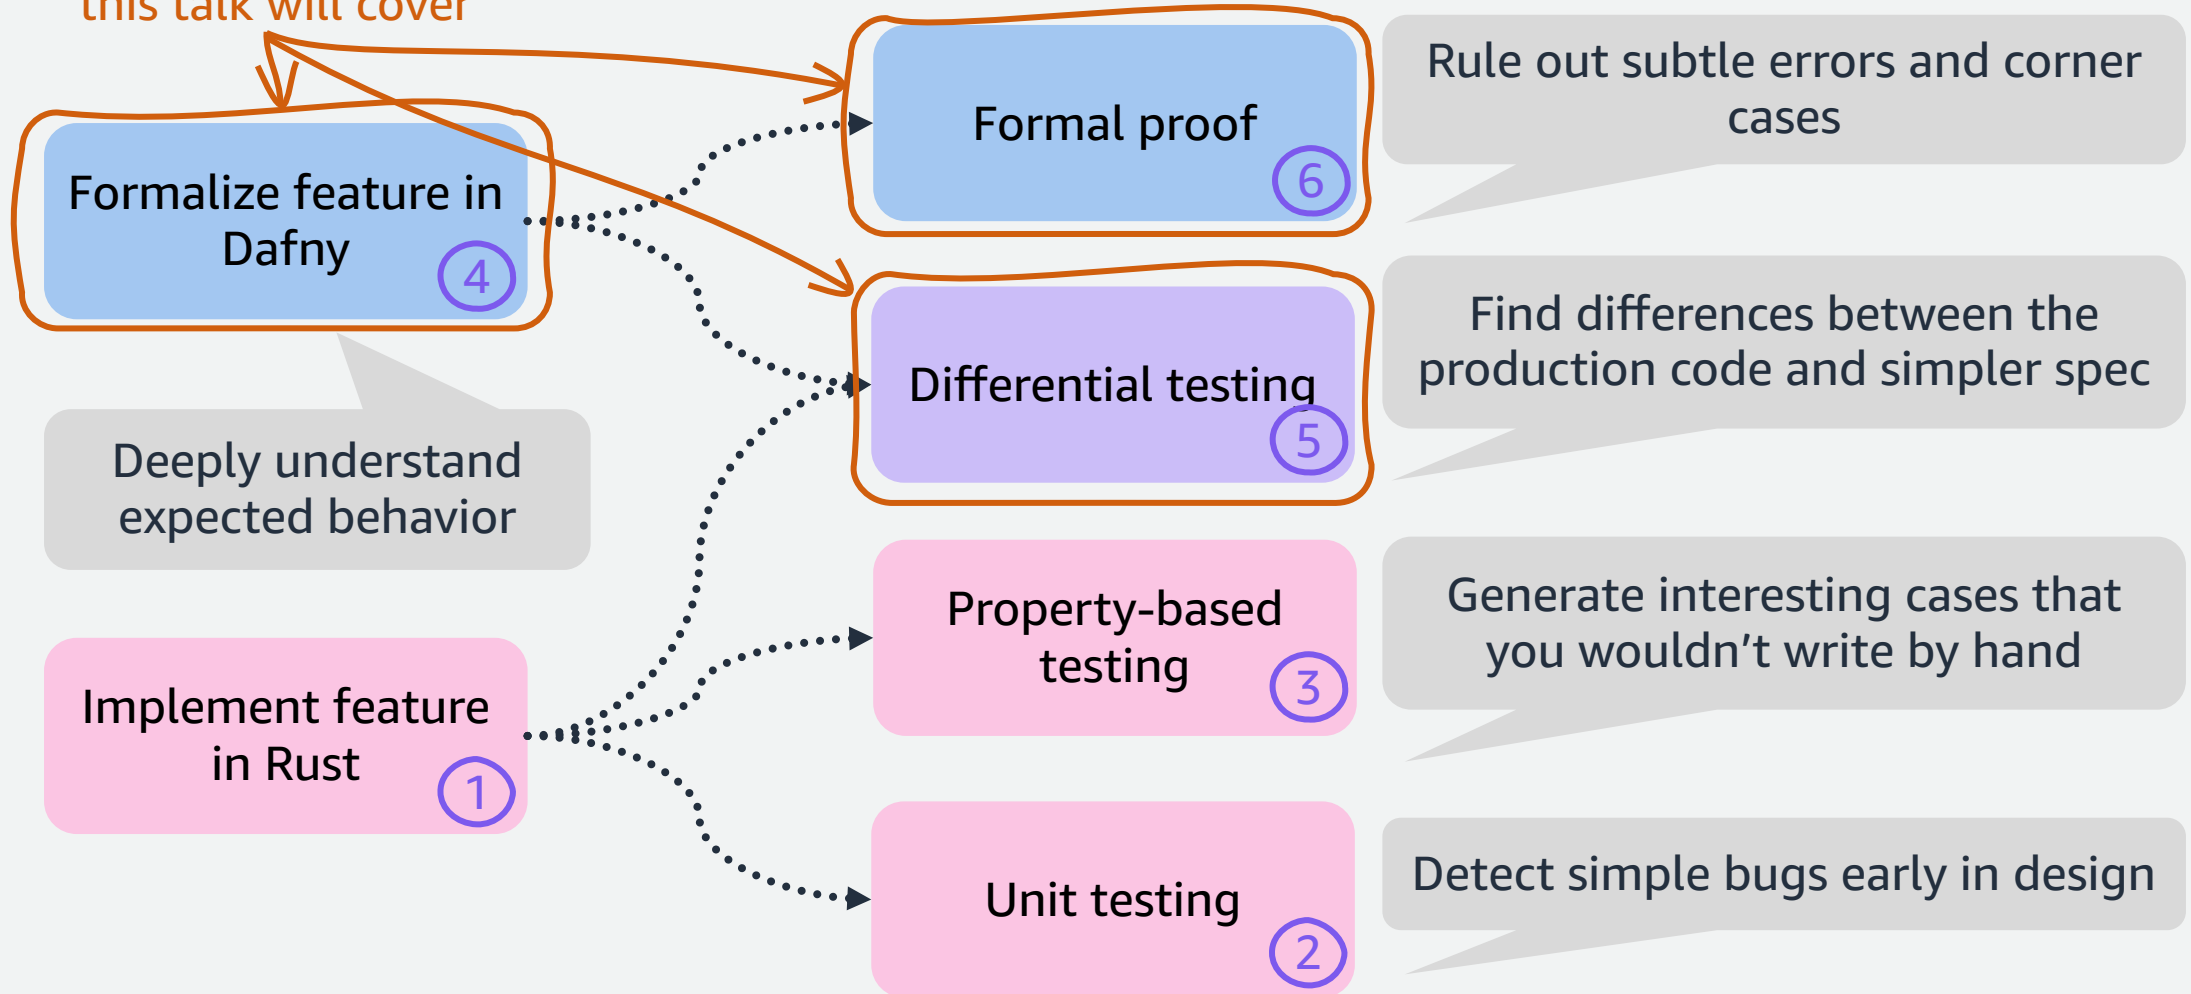 this talk will cover
Formalize feature in
Dafny
4
Deeply understand
expected behavior
Implement feature
in Rust
1
Formal proof
6
Rule out subtle errors and corner
cases
Differential testing
5
Find differences between the
production code and simpler spec
Property-based
testing
3
Generate interesting cases that
you wouldn’t write by hand
Unit testing
2
Detect simple bugs early in design